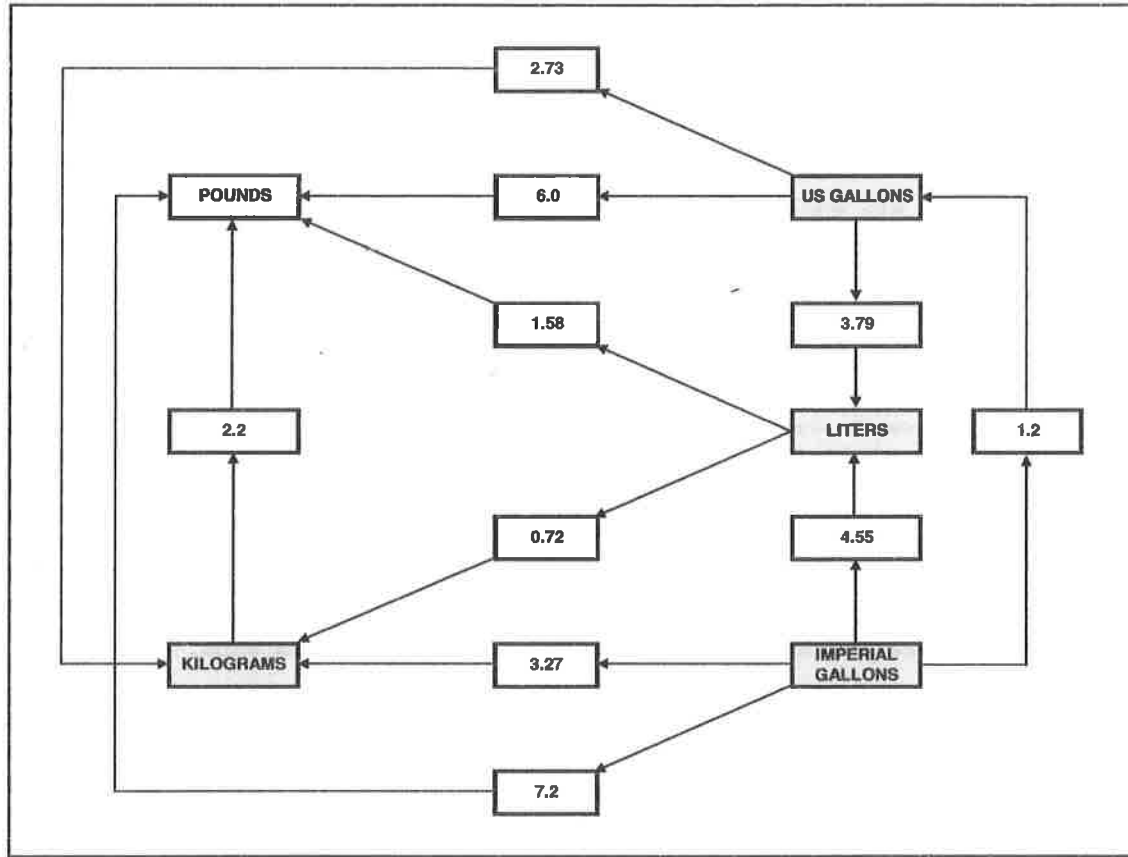 2.73
POUNDS
6.0
US GALLONS
1.58
3.79
2.2
LITERS
1.2
0.72
4.55
KILOGRAMS
3.27
IMPERIAL
GALLONS
7.2